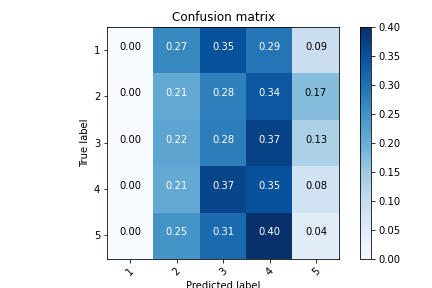 Confusion matrix
True label
1 0.00 0.27 0.35 0.29 0.09
2 0.00 0.21 0.28 0.34 0.17
3 0.00 0.22 0.28 0.37 0.13
4 0.00 0.21 0.37 0.35 0.08
5 0.00 0.25 0.31 0.40 0.04
1 2 3 4 5
Predicted label
0.40
0.35
0.30
0.25
0.20
0.15
0.10
0.05
0.00